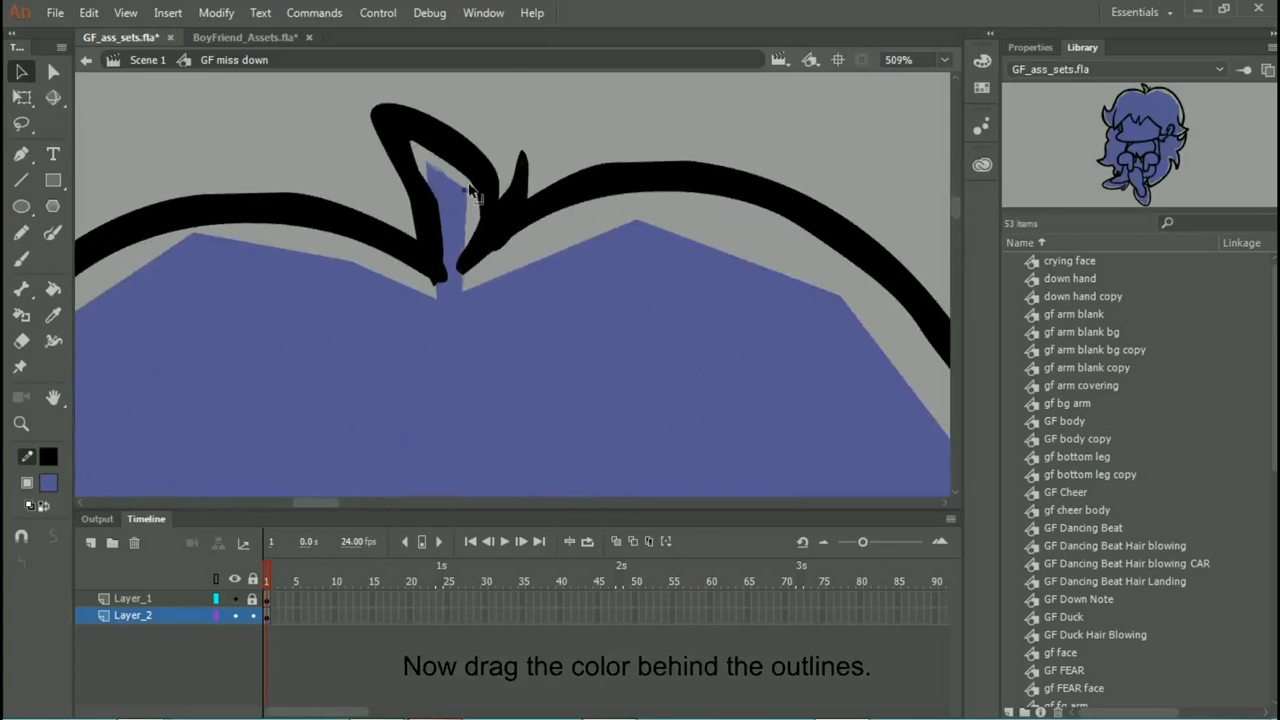 An File Edit View Insert Modify Text Commands Control Debug Window Help Essentials
GF_ass_sets.fla* × BoyFriend_Assets.fla* ×
T...
Scene 1 GF miss down 509%
Properties Library
GF_ass_sets.fla
53 items
Name Linkage
crying face
down hand
down hand copy
gf arm blank
gf arm blank bg
gf arm blank bg copy
gf arm blank copy
gf arm covering
gf bg arm
GF body
GF body copy
gf bottom leg
gf bottom leg copy
GF Cheer
gf cheer body
GF Dancing Beat
GF Dancing Beat Hair blowing
GF Dancing Beat Hair blowing CAR
GF Dancing Beat Hair Landing
GF Down Note
GF Duck
GF Duck Hair Blowing
gf face
GF FEAR
gf FEAR face
Output Timeline
1 0.0 s 24.00 fps
1s 2s 3s
1 5 10 15 20 25 30 35 40 45 50 55 60 65 70 75 80 85 90
Layer_1
Layer_2
Now drag the color behind the outlines.